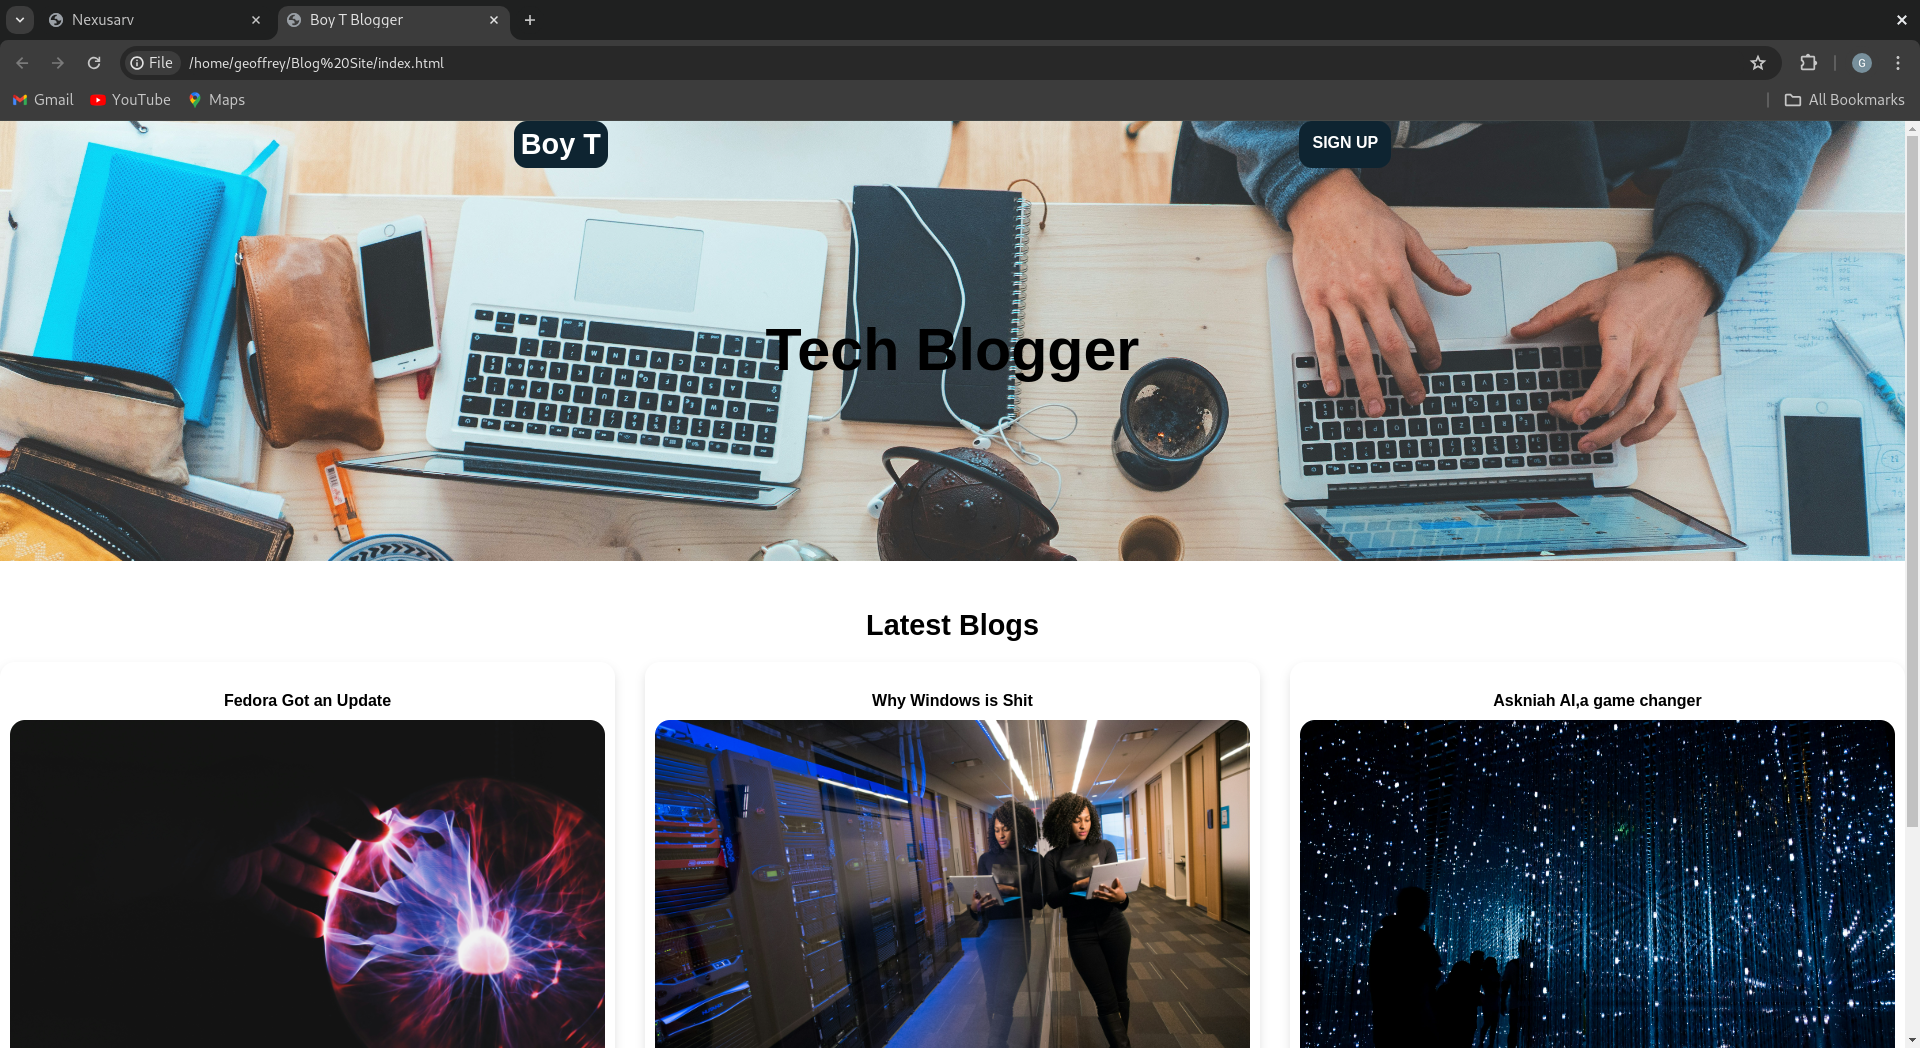 Nexusarv
Boy T Blogger
File /home/geoffrey/Blog%20Site/index.html
G
Gmail YouTube Maps
All Bookmarks
Boy T
SIGN UP
Tech Blogger
Latest Blogs
Fedora Got an Update
Why Windows is Shit
Askniah AI,a game changer